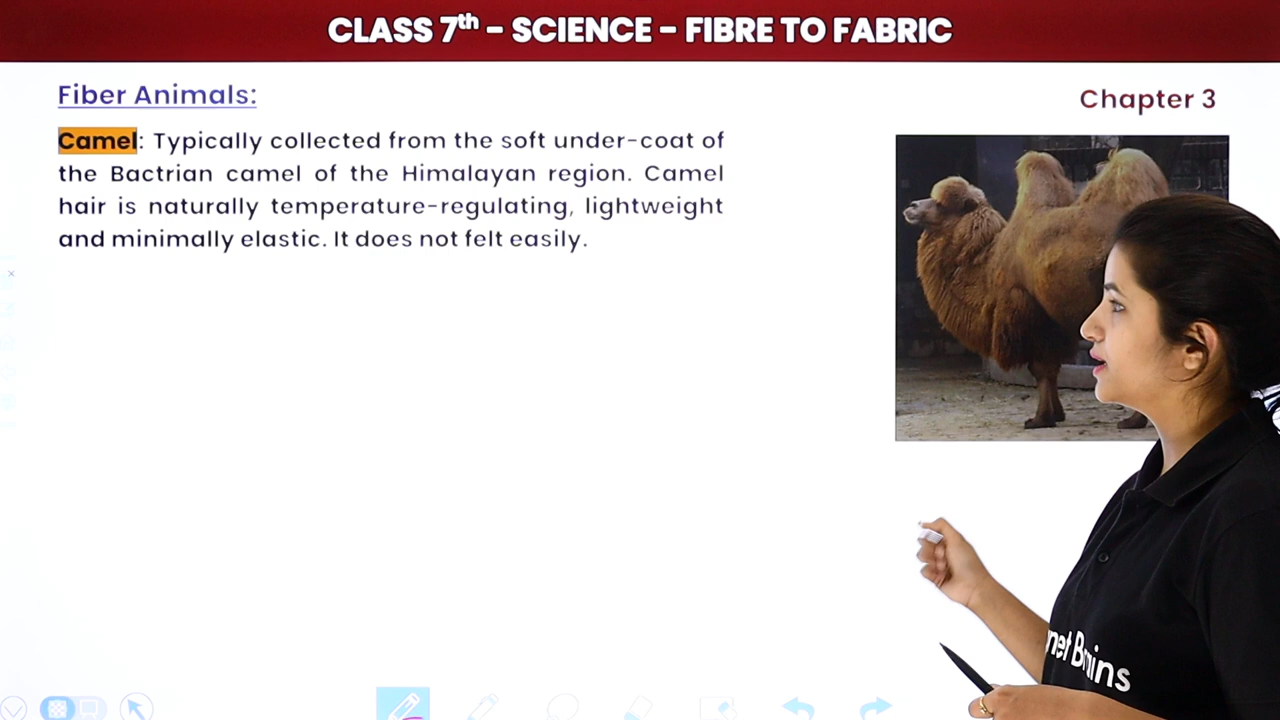 CLASS 7th - SCIENCE - FIBRE TO FABRIC
Fiber Animals:
Chapter 3
Camel: Typically collected from the soft under-coat of
the Bactrian camel of the Himalayan region. Camel
hair is naturally temperature-regulating, lightweight
and minimally elastic. It does not felt easily.
net Brains